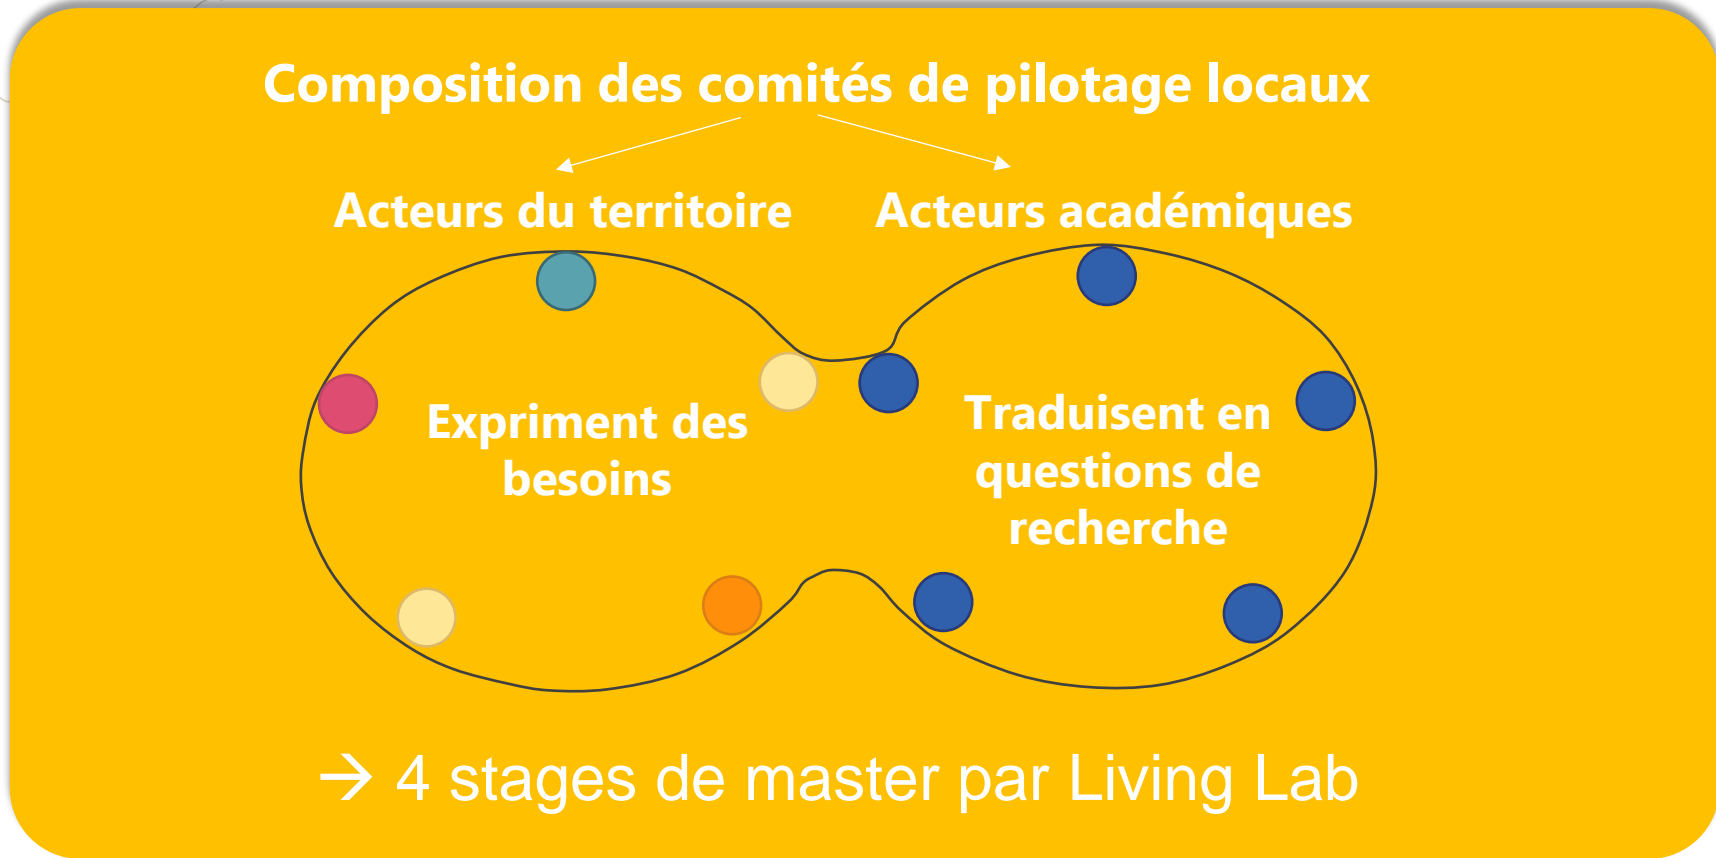 Composition des comités de pilotage locaux
Acteurs du territoire
Acteurs académiques
Expriment des
besoins
Traduisent en
questions de
recherche
→ 4 stages de master par Living Lab